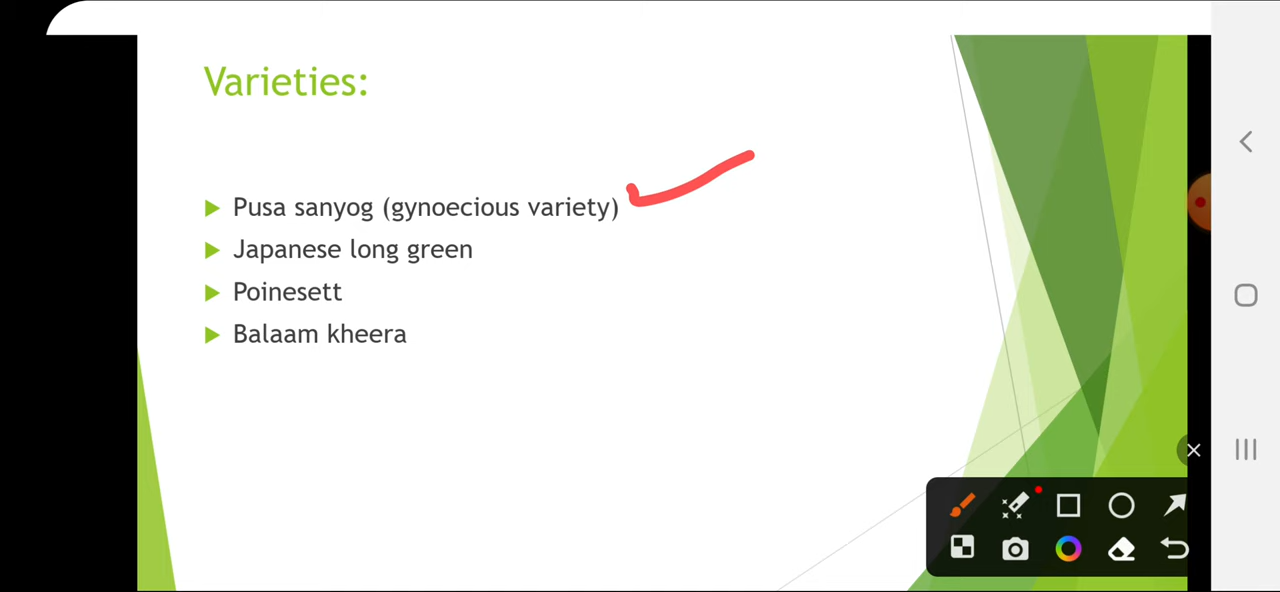 Varieties:
Pusa sanyog (gynoecious variety)
Japanese long green
Poinesett
Balaam kheera